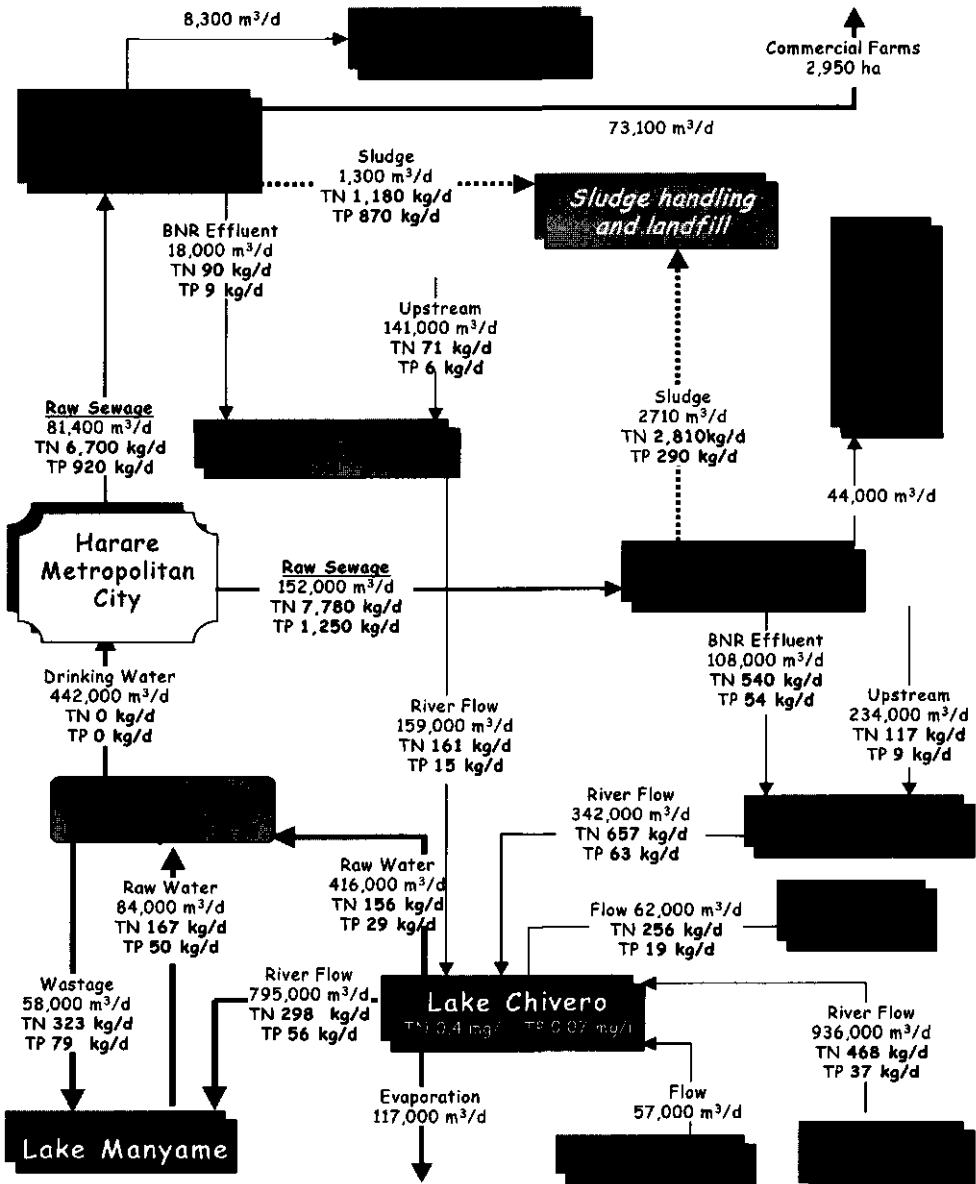 8,300 m³/d
Commercial Farms
2,950 ha
73,100 m³/d
Sludge
1,300 m³/d
TN 1,180 kg/d
TP 870 kg/d
Sludge handling
and landfill
BNR Effluent
18,000 m³/d
TN 90 kg/d
TP 9 kg/d
Upstream
141,000 m³/d
TN 71 kg/d
TP 6 kg/d
Raw Sewage
81,400 m³/d
TN 6,700 kg/d
TP 920 kg/d
Sludge
2710 m³/d
TN 2,810kg/d
TP 290 kg/d
44,000 m³/d
Harare
Metropolitan
City
Raw Sewage
152,000 m³/d
TN 7,780 kg/d
TP 1,250 kg/d
BNR Effluent
108,000 m³/d
TN 540 kg/d
TP 54 kg/d
Upstream
234,000 m³/d
TN 117 kg/d
TP 9 kg/d
Drinking Water
442,000 m³/d
TN 0 kg/d
TP 0 kg/d
River Flow
159,000 m³/d
TN 161 kg/d
TP 15 kg/d
River Flow
342,000 m³/d
TN 657 kg/d
TP 63 kg/d
Raw Water
84,000 m³/d
TN 167 kg/d
TP 50 kg/d
Raw Water
416,000 m³/d
TN 156 kg/d
TP 29 kg/d
Flow 62,000 m³/d
TN 256 kg/d
TP 19 kg/d
Wastage
58,000 m³/d
TN 323 kg/d
TP 79 kg/d
River Flow
795,000 m³/d
TN 298 kg/d
TP 56 kg/d
Lake Chivero
TN 0.4 mg/ TP 0.07 mg/l
River Flow
936,000 m³/d
TN 468 kg/d
TP 37 kg/d
Evaporation
117,000 m³/d
Flow
57,000 m³/d
Lake Manyame